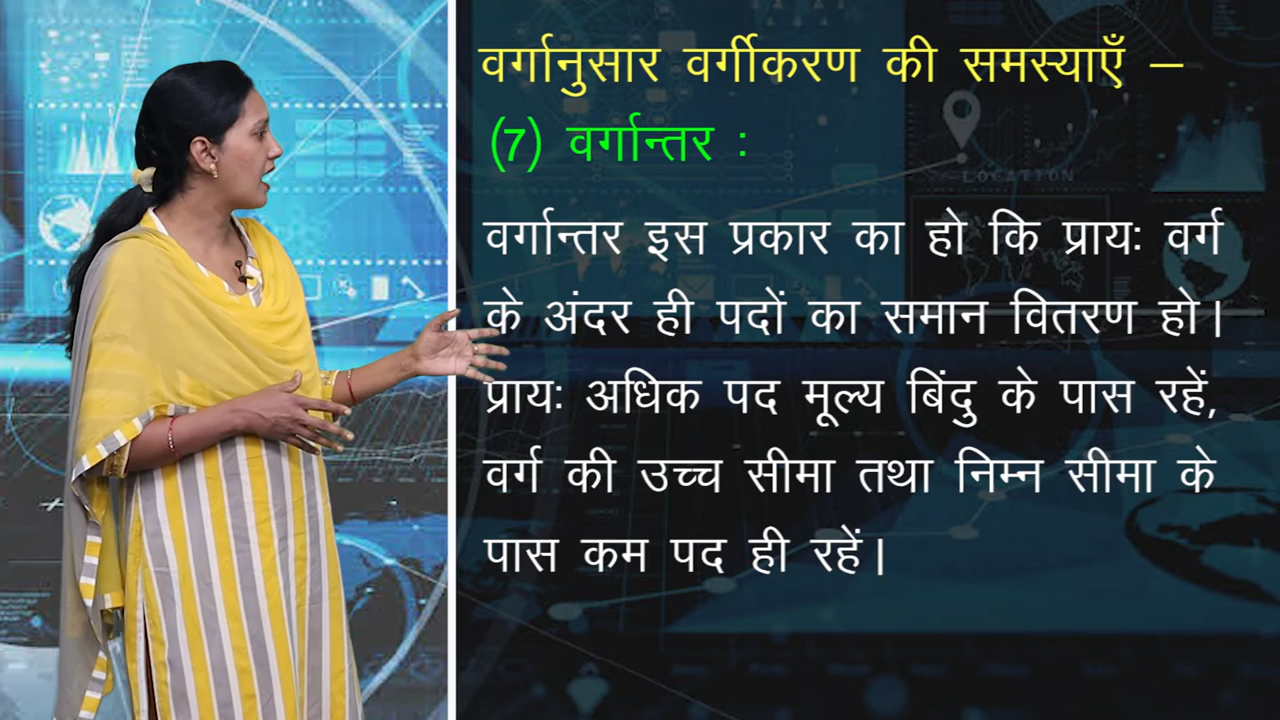 वर्गानुसार वर्गीकरण की समस्याएँ –
(7) वर्गान्तर :
वर्गान्तर इस प्रकार का हो कि प्रायः वर्ग
के अंदर ही पदों का समान वितरण हो।
प्रायः अधिक पद मूल्य बिंदु के पास रहें,
वर्ग की उच्च सीमा तथा निम्न सीमा के
पास कम पद ही रहें।
LOCATION